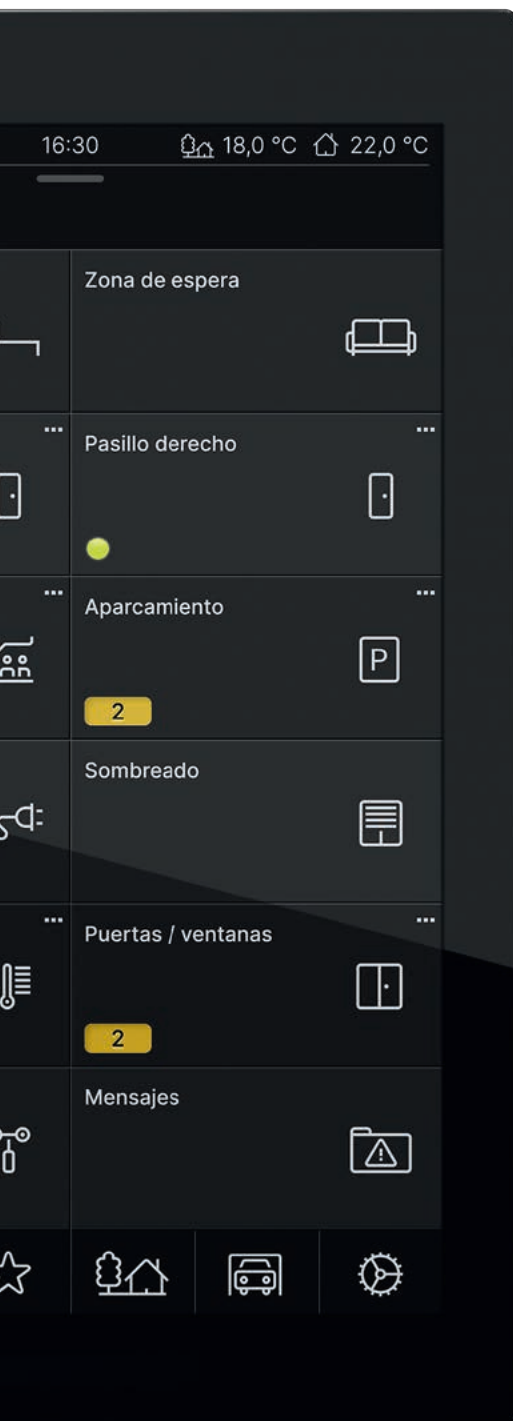 16:30 18,0 °C 22,0 °C
Zona de espera
Pasillo derecho
Aparcamiento
P
2
Sombreado
Puertas / ventanas
2
Mensajes